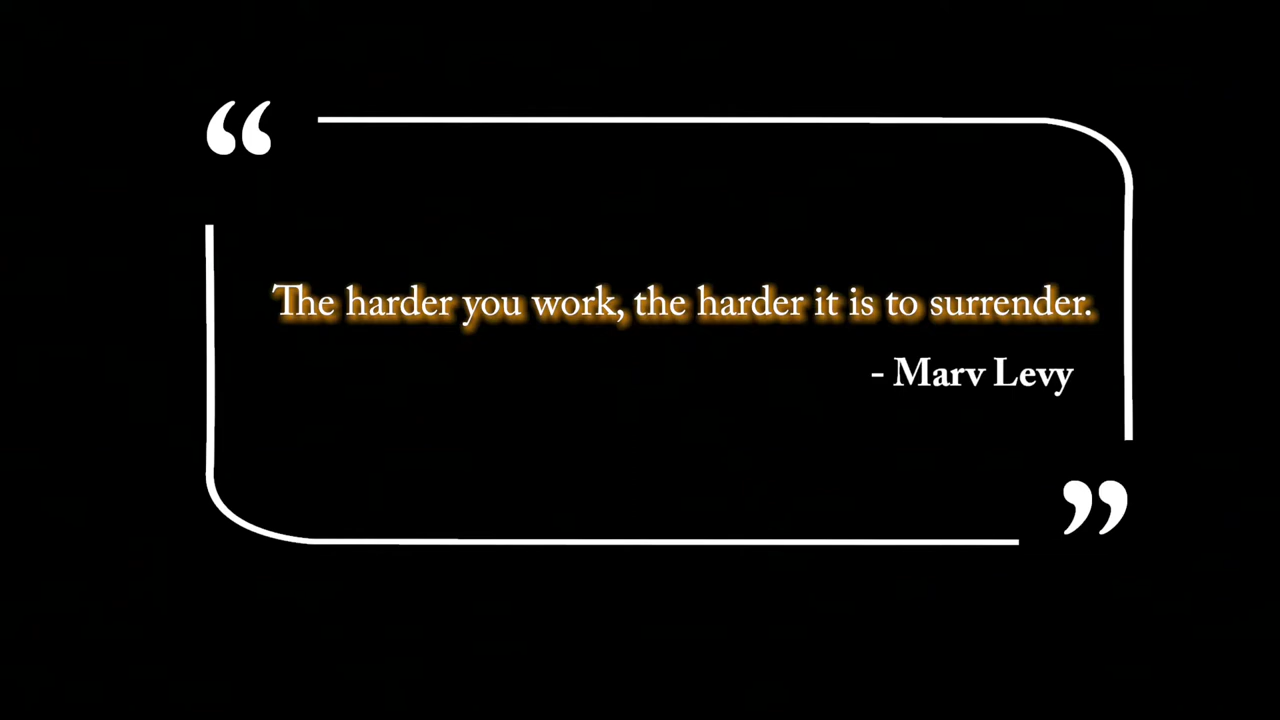 “
The harder you work, the harder it is to surrender.
- Marv Levy
”